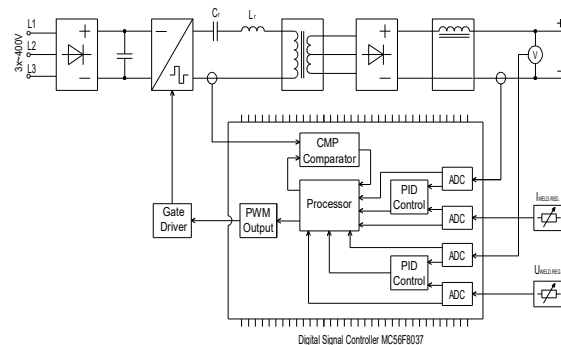 Cr
Lr
L1
L2
L3
3x~400V
+
−
−
+
−
+
−
V
CMP
Comparator
Processor
PID
Control
ADC
ADC
PWM
Output
Gate
Driver
ADC
PID
Control
ADC
IWELD.REG.
UWELD.REG.
Digital Signal Controller MC56F8037